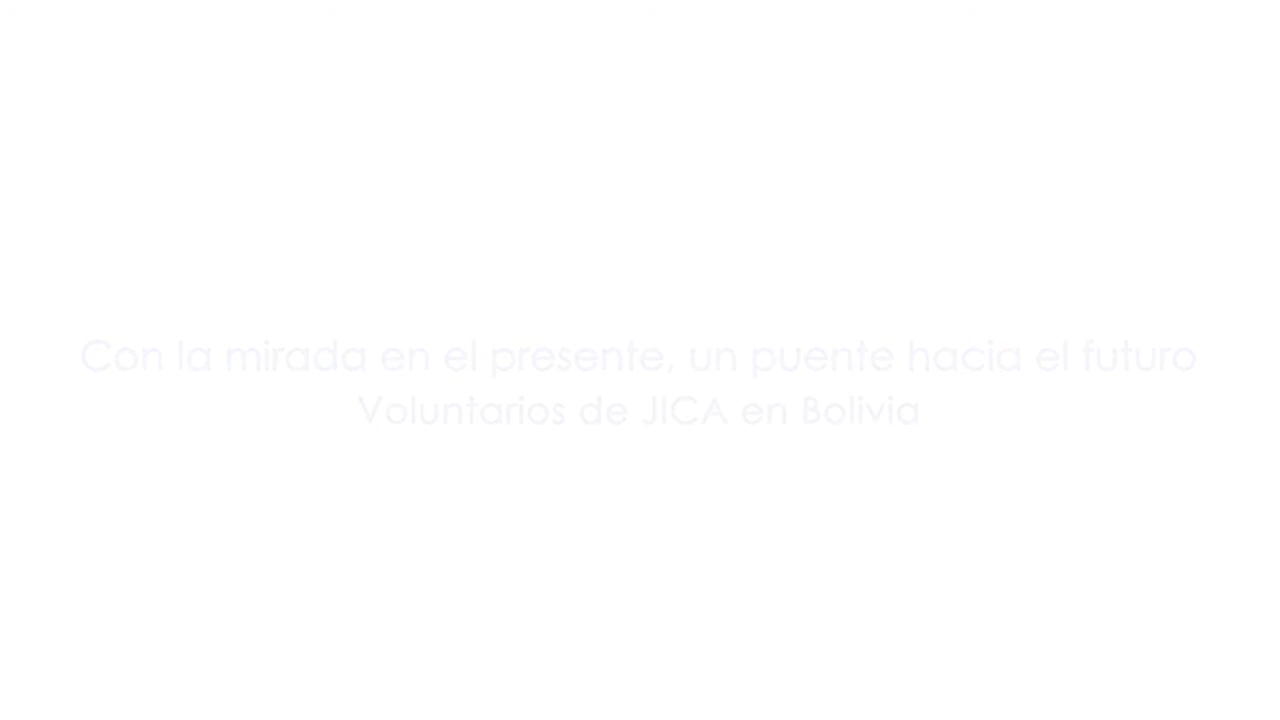 Con la mirada en el presente, un puente hacia el futuro
Voluntarios de JICA en Bolivia